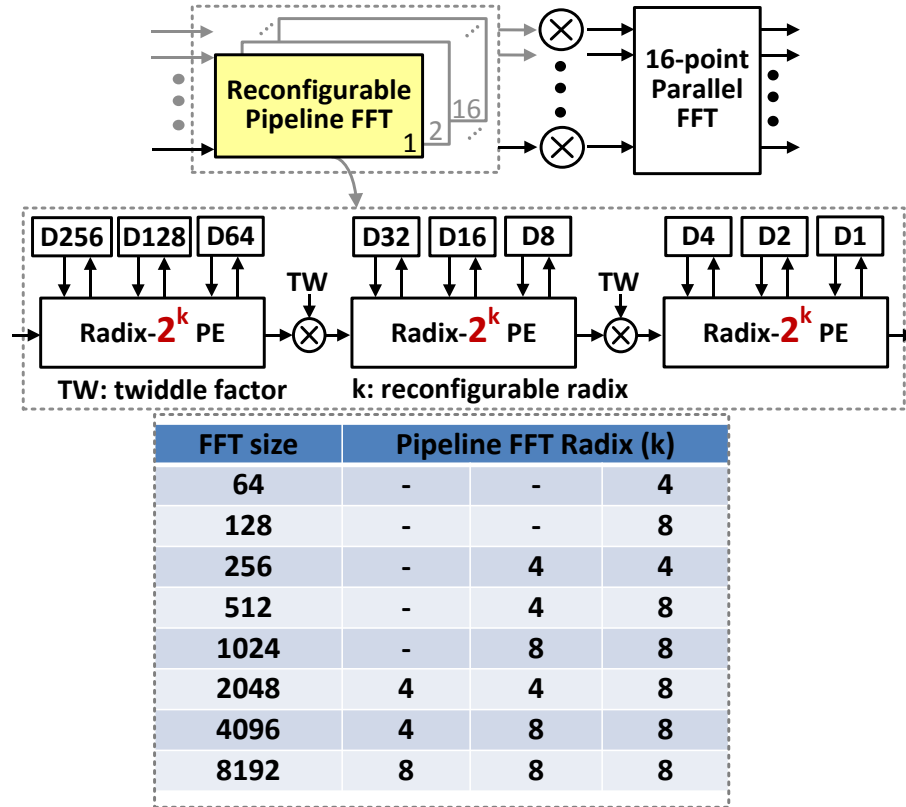 Reconfigurable
Pipeline FFT
1
2
16
16-point
Parallel
FFT
D256 D128 D64
D32 D16 D8
D4 D2 D1
TW
TW
Radix-2^k PE
Radix-2^k PE
Radix-2^k PE
TW: twiddle factor
k: reconfigurable radix
FFT size Pipeline FFT Radix (k)
64 - - 4
128 - - 8
256 - 4 4
512 - 4 8
1024 - 8 8
2048 4 4 8
4096 4 8 8
8192 8 8 8